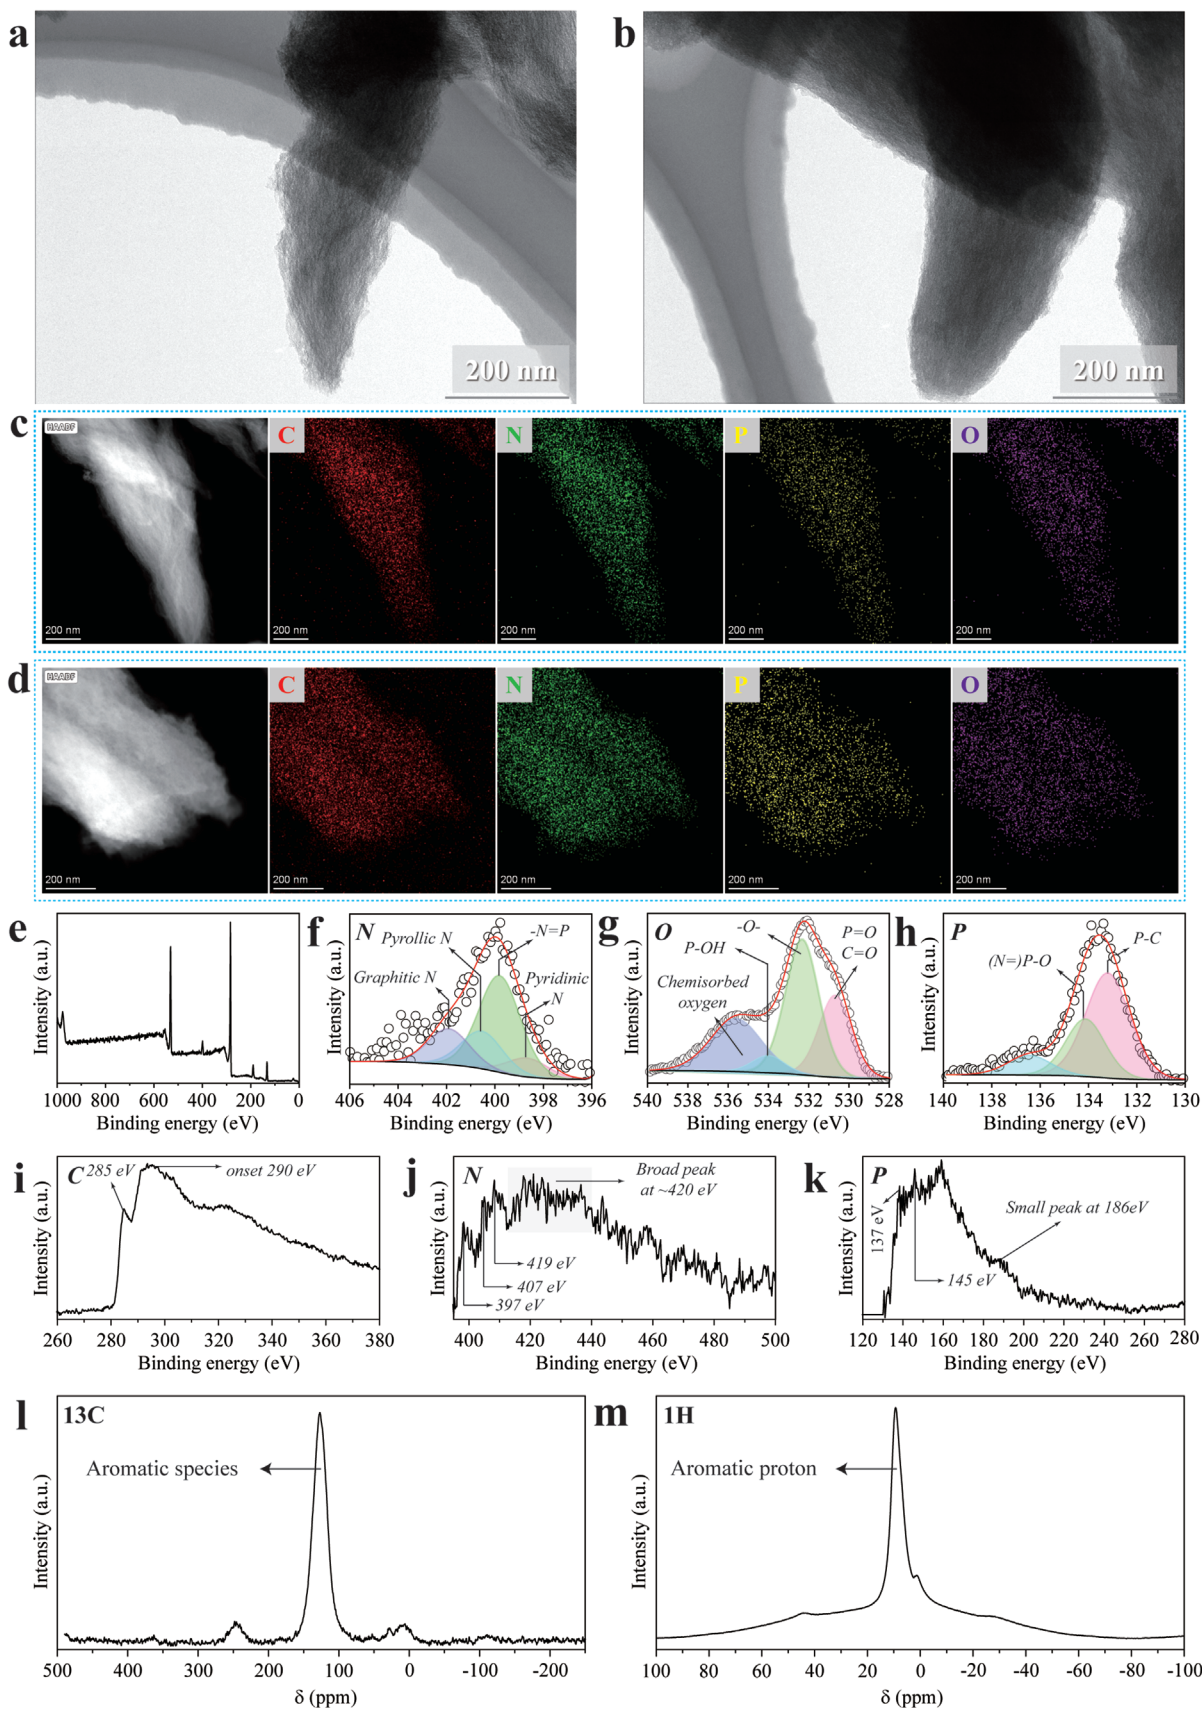 a
b
200 nm
200 nm
c
HAADF
C
N
P
O
200 nm
200 nm
200 nm
200 nm
200 nm
d
HAADF
C
N
P
O
200 nm
200 nm
200 nm
200 nm
200 nm
e
Intensity (a.u.)
1000 800 600 400 200 0
Binding energy (eV)
f
N
Pyrollic N
-N=P
Graphitic N
Pyridinic
N
Intensity (a.u.)
406 404 402 400 398 396
Binding energy (eV)
g
O
-O-
P=O
C=O
P-OH
Chemisorbed
oxygen
Intensity (a.u.)
540 538 536 534 532 530 528
Binding energy (eV)
h
P
P-C
(N=)P-O
Intensity (a.u.)
140 138 136 134 132 130
Binding energy (eV)
i
C
285 eV
onset 290 eV
Intensity (a.u.)
260 280 300 320 340 360 380
Binding energy (eV)
j
N
Broad peak
at ~420 eV
419 eV
407 eV
397 eV
Intensity (a.u.)
400 420 440 460 480 500
Binding energy (eV)
k
P
137 eV
Small peak at 186eV
145 eV
Intensity (a.u.)
120 140 160 180 200 220 240 260 280
Binding energy (eV)
l
13C
Aromatic species
Intensity (a.u.)
500 400 300 200 100 0 -100 -200
δ (ppm)
m
1H
Aromatic proton
Intensity (a.u.)
100 80 60 40 20 0 -20 -40 -60 -80 -100
δ (ppm)